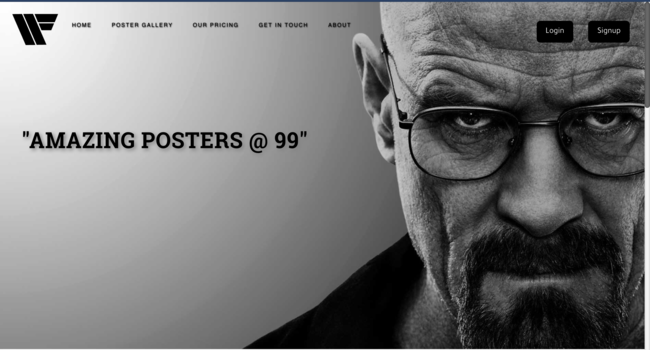 HOME
POSTER GALLERY
OUR PRICING
GET IN TOUCH
ABOUT
Login
Signup
"AMAZING POSTERS @ 99"